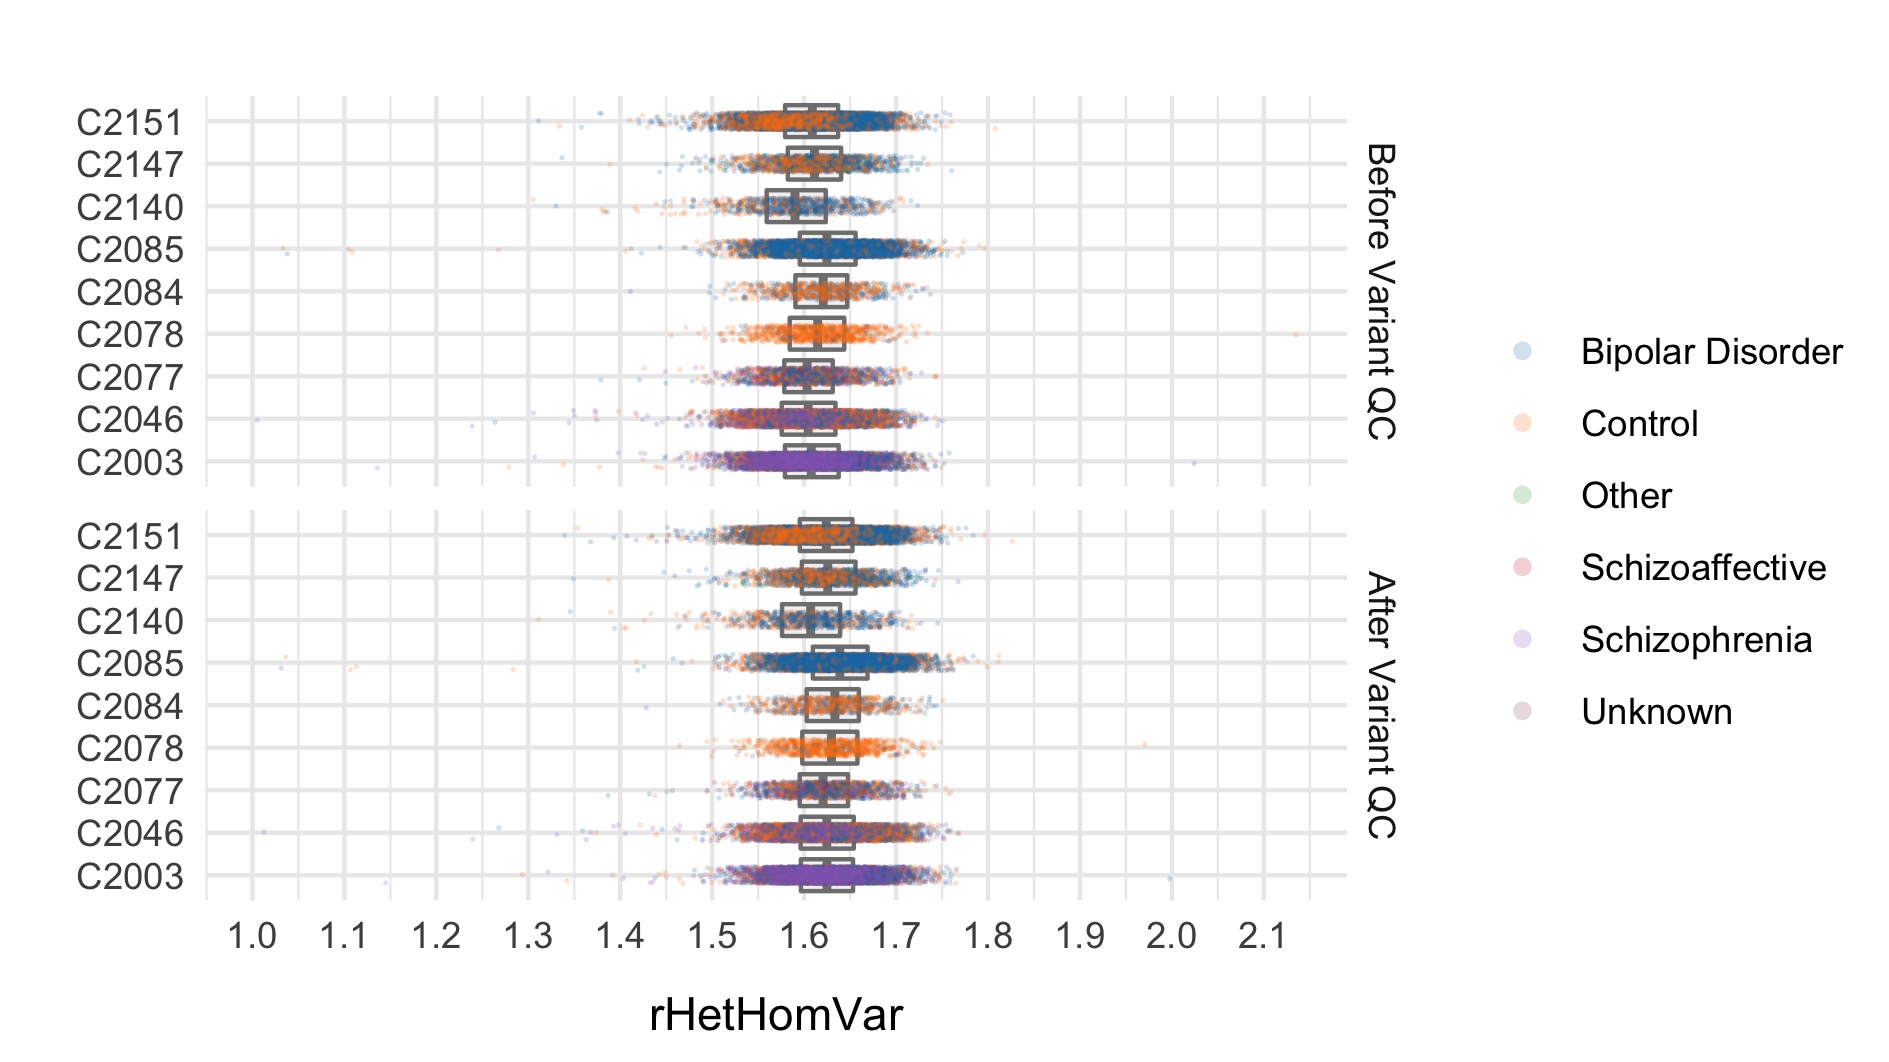 C2151
C2147
C2140
C2085
C2084
C2078
C2077
C2046
C2003
Before Variant QC
C2151
C2147
C2140
C2085
C2084
C2078
C2077
C2046
C2003
After Variant QC
1.0 1.1 1.2 1.3 1.4 1.5 1.6 1.7 1.8 1.9 2.0 2.1
rHetHomVar
Bipolar Disorder
Control
Other
Schizoaffective
Schizophrenia
Unknown